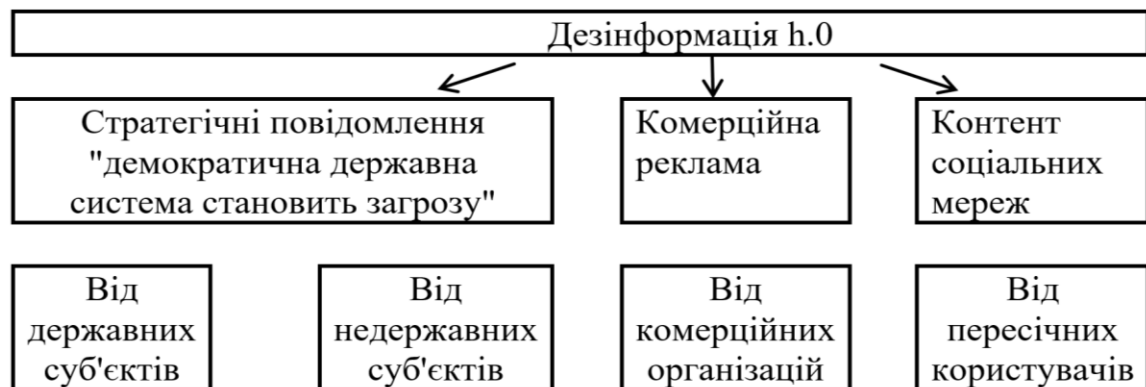 Дезінформація h.0
Стратегічні повідомлення
"демократична державна
система становить загрозу"
Комерційна
реклама
Контент
соціальних
мереж
Від
державних
суб'єктів
Від
недержавних
суб'єктів
Від
комерційних
організацій
Від
пересічних
користувачів